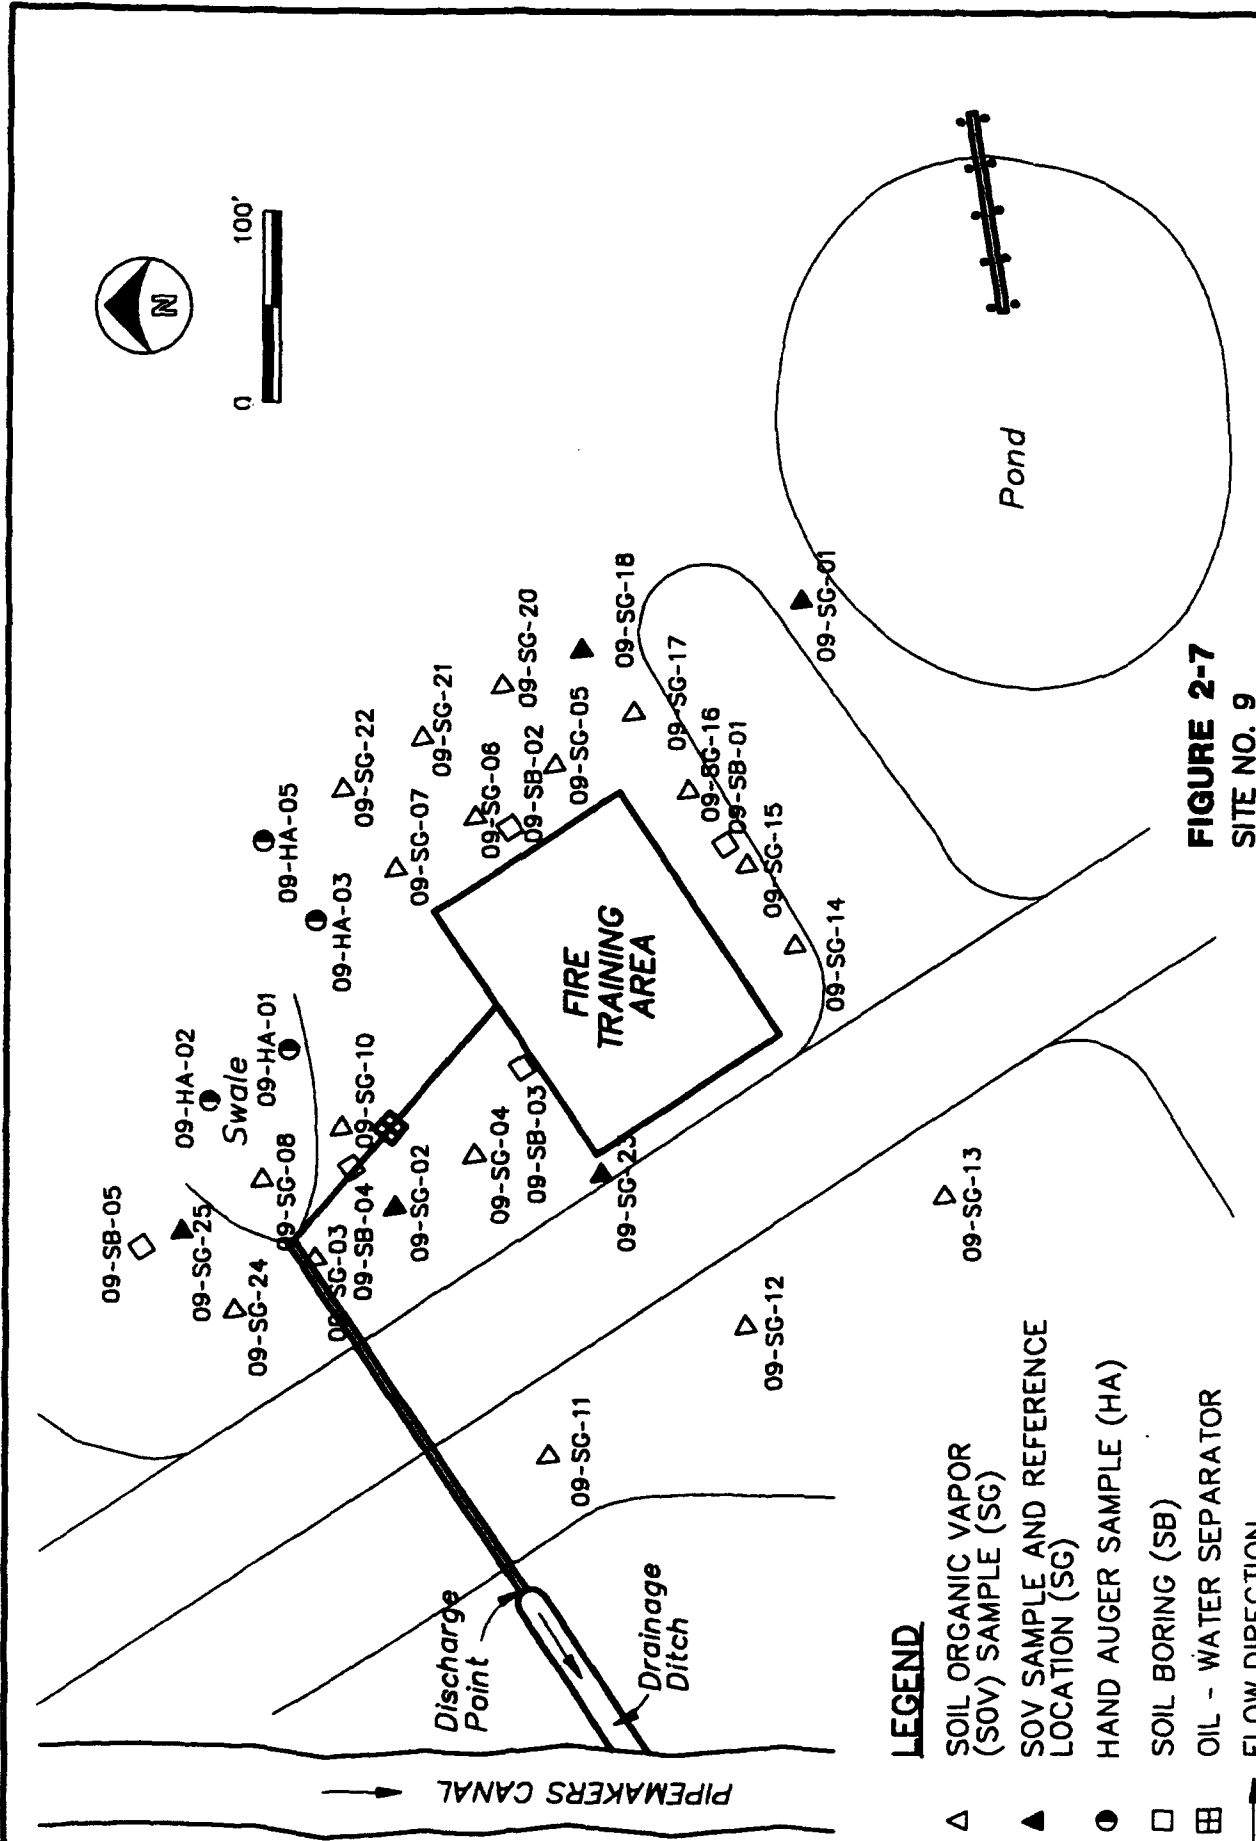 N
0 100'
09-SB-05
09-SG-25
09-SG-24
09-HA-02
Swale
09-HA-01
09-SG-08
09-SG-10
SG-03
09-SB-04
09-SG-02
09-HA-05
09-HA-03
09-SG-22
09-SG-07
09-SG-21
09-SG-08
09-SB-02
09-SG-20
09-SG-05
09-SG-18
09-SG-17
09-SG-16
09-SB-01
09-SG-15
09-SG-14
09-SG-04
09-SB-03
09-SG-23
FIRE
TRAINING
AREA
09-SG-01
Pond
09-SG-13
09-SG-12
09-SG-11
Discharge
Point
Drainage
Ditch
PIPEMAKERS CANAL
LEGEND
SOIL ORGANIC VAPOR
(SOV) SAMPLE (SG)
SOV SAMPLE AND REFERENCE
LOCATION (SG)
HAND AUGER SAMPLE (HA)
SOIL BORING (SB)
OIL - WATER SEPARATOR
FLOW DIRECTION
FIGURE 2-7
SITE NO. 9